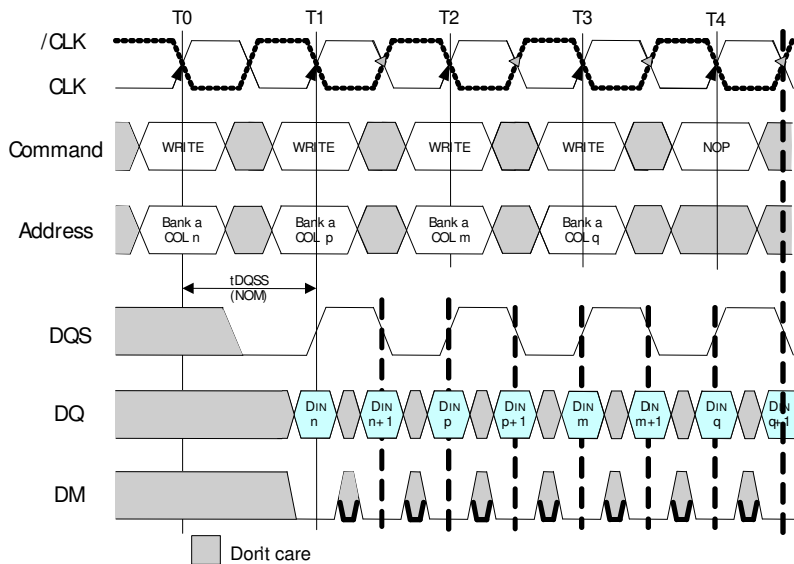 T0 T1 T2 T3 T4
/CLK
CLK
Command WRITE WRITE WRITE WRITE NOP
Address Bank a Bank a Bank a Bank a
COL n COL p COL m COL q
tDQSS
(NOM)
DQS
DQ DIN DIN DIN DIN DIN DIN DIN DIN
n n+1 p p+1 m m+1 q q+1
DM
Don't care